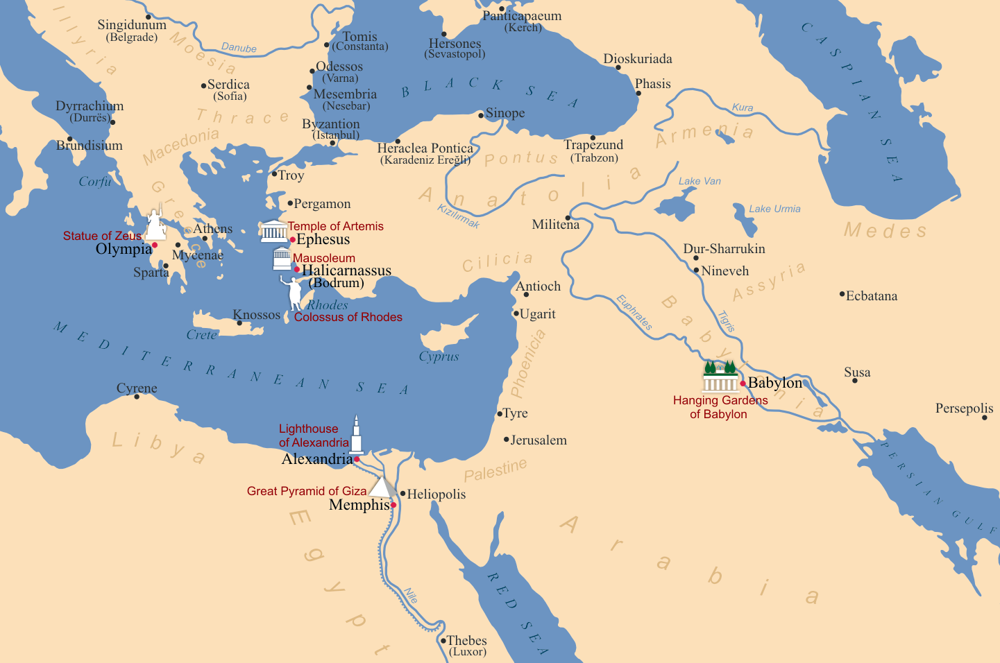 Illyria
Singidunum
(Belgrade)
Moesia
Danube
Tomis
(Constanta)
Hersones
(Sevastopol)
Panticapaeum
(Kerch)
CASPIAN SEA
Odessos
(Varna)
Mesembria
(Nesebar)
BLACK SEA
Dioskuriada
Phasis
Serdica
(Sofia)
Thrace
Dyrrachium
(Durrës)
Brundisium
Macedonia
Byzantion
(Istanbul)
Sinope
Kura
Armenia
Heraclea Pontica
(Karadeniz Ereğli)
Pontus
Trapezund
(Trabzon)
Corfu
Greece
Troy
Anatolia
Lake Van
Pergamon
Kızılırmak
Lake Urmia
Militena
Medes
Statue of Zeus
Olympia
Athens
Mycenae
Sparta
Temple of Artemis
Ephesus
Mausoleum
Halicarnassus
(Bodrum)
Cilicia
Dur-Sharrukin
Nineveh
Assyria
Antioch
Ecbatana
Rhodes
Colossus of Rhodes
Knossos
Crete
Ugarit
Euphrates
Tigris
Babylonia
MEDITERRANEAN SEA
Cyprus
Phoenicia
Cyrene
Susa
Babylon
Hanging Gardens
of Babylon
Persepolis
Tyre
Libya
Lighthouse
of Alexandria
Alexandria
Jerusalem
PERSIAN GULF
Palestine
Great Pyramid of Giza
Memphis
Heliopolis
Egypt
Arabia
Nile
RED SEA
Thebes
(Luxor)